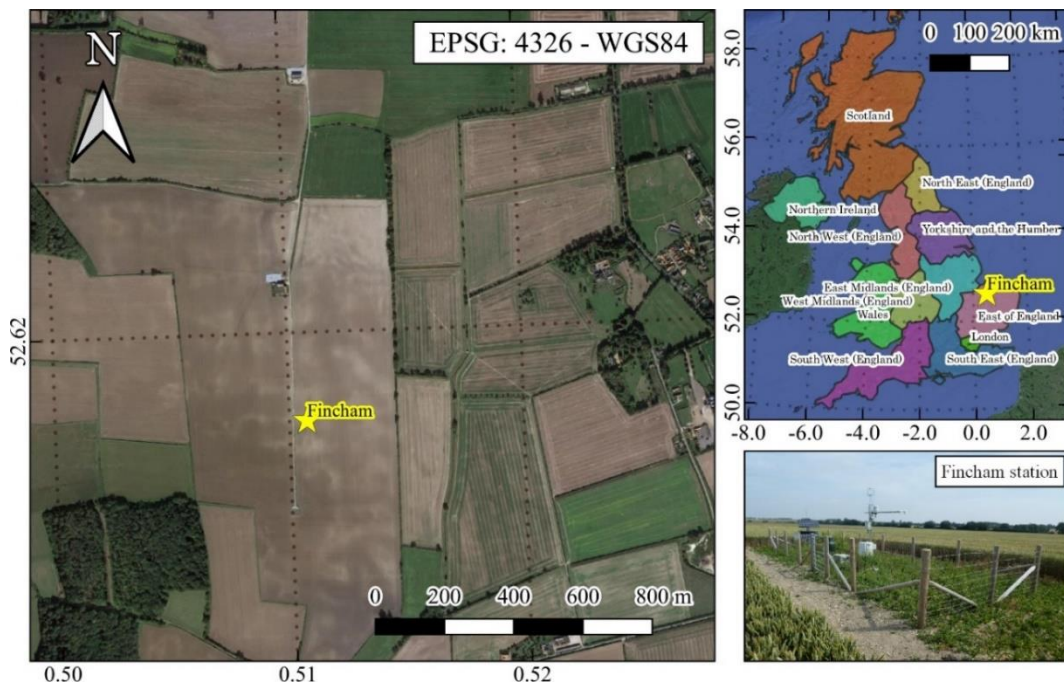 EPSG: 4326 - WGS84
N
Fincham
52.62
0 200 400 600 800 m
0.50 0.51 0.52
0 100 200 km
58.0
56.0
54.0
52.0
50.0
Scotland
North East (England)
Northern Ireland
North West (England)
Yorkshire and the Humber
East Midlands (England)
West Midlands (England)
Wales
Fincham
East of England
London
South West (England)
South East (England)
-8.0 -6.0 -4.0 -2.0 0.0 2.0
Fincham station